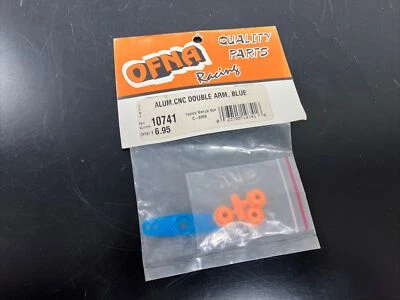 OFNA
Racing
QUALITY
PARTS
ALUM.CNC DOUBLE ARM, BLUE
10741
$ 6.95